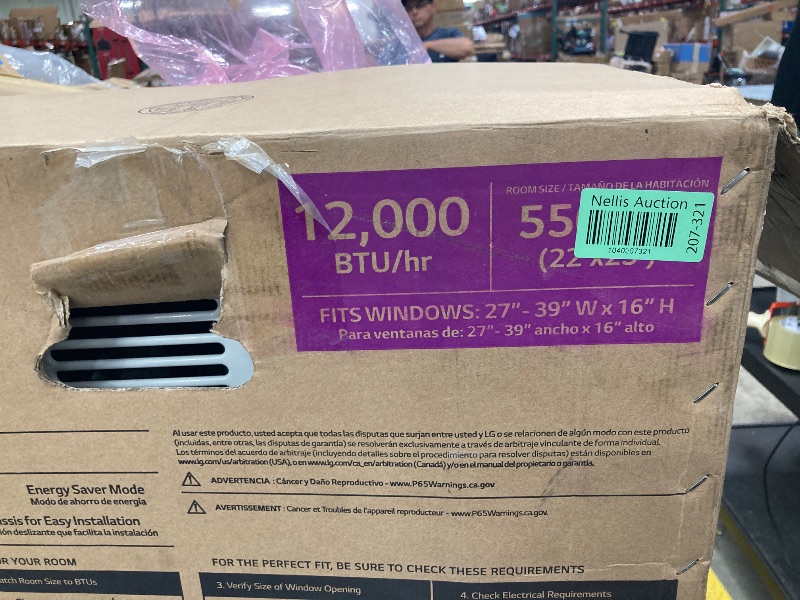 12,000
BTU/hr
ROOM SIZE / TAMAÑO DE LA HABITACIÓN
55
(22
Nellis Auction
1040207321
207-321
FITS WINDOWS: 27"- 39" W x 16" H
Para ventanas de: 27"- 39" ancho x 16" alto
Al usar este producto, usted acepta que todas las disputas que surjan entre usted y LG o se relacionen de algún modo con este producto
(incluidas, entre otras, las disputas de garantía) se resolverán exclusivamente a través de arbitraje vinculante de forma individual.
Los términos del acuerdo de arbitraje (incluyendo detalles sobre el procedimiento para resolver disputas) están disponibles en
www.lg.com/us/arbitration (USA), o en www.lg.com/ca_en/arbitration (Canadá) y/o en el manual del propietario o garantía.
ADVERTENCIA : Cáncer y Daño Reproductivo - www.P65Warnings.ca.gov
AVERTISSEMENT : Cancer et Troubles de l'appareil reproducteur - www.P65Warnings.ca.gov.
Energy Saver Mode
Modo de ahorro de energía
assis for Easy Installation
ión deslizante que facilita la instalación
OR YOUR ROOM
atch Room Size to BTUs
FOR THE PERFECT FIT, BE SURE TO CHECK THESE REQUIREMENTS
3. Verify Size of Window Opening
4. Check Electrical Requirements